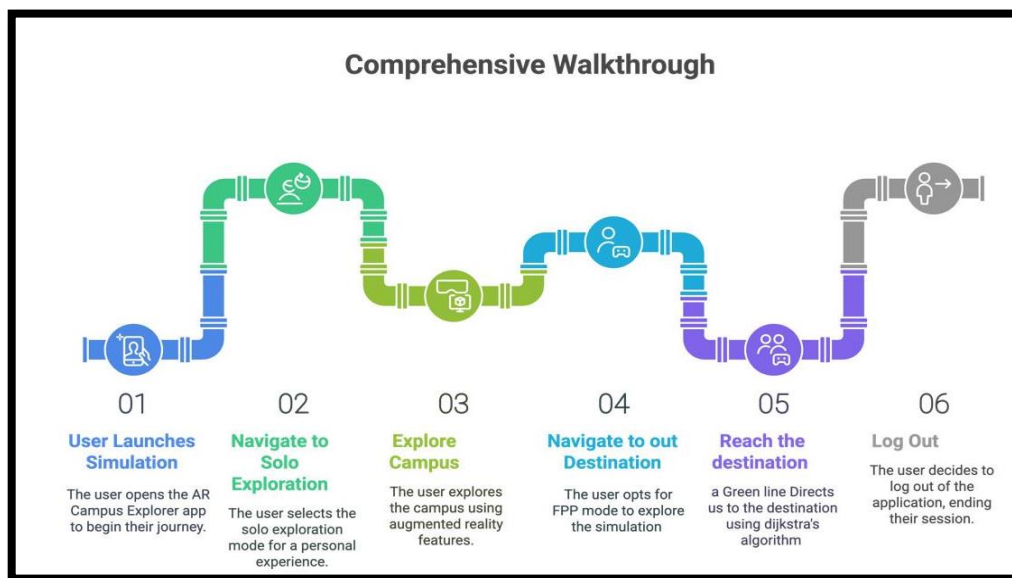 Comprehensive Walkthrough
01
User Launches
Simulation
The user opens the AR
Campus Explorer app
to begin their journey.
02
Navigate to
Solo
Exploration
The user selects the
solo exploration
mode for a personal
experience.
03
Explore
Campus
The user explores
the campus using
augmented reality
features.
04
Navigate to out
Destination
The user opts for
FPP mode to explore
the simulation
05
Reach the
destination
a Green line Directs
us to the destination
using dijkstra's
algorithm
06
Log Out
The user decides to
log out of the
application, ending
their session.